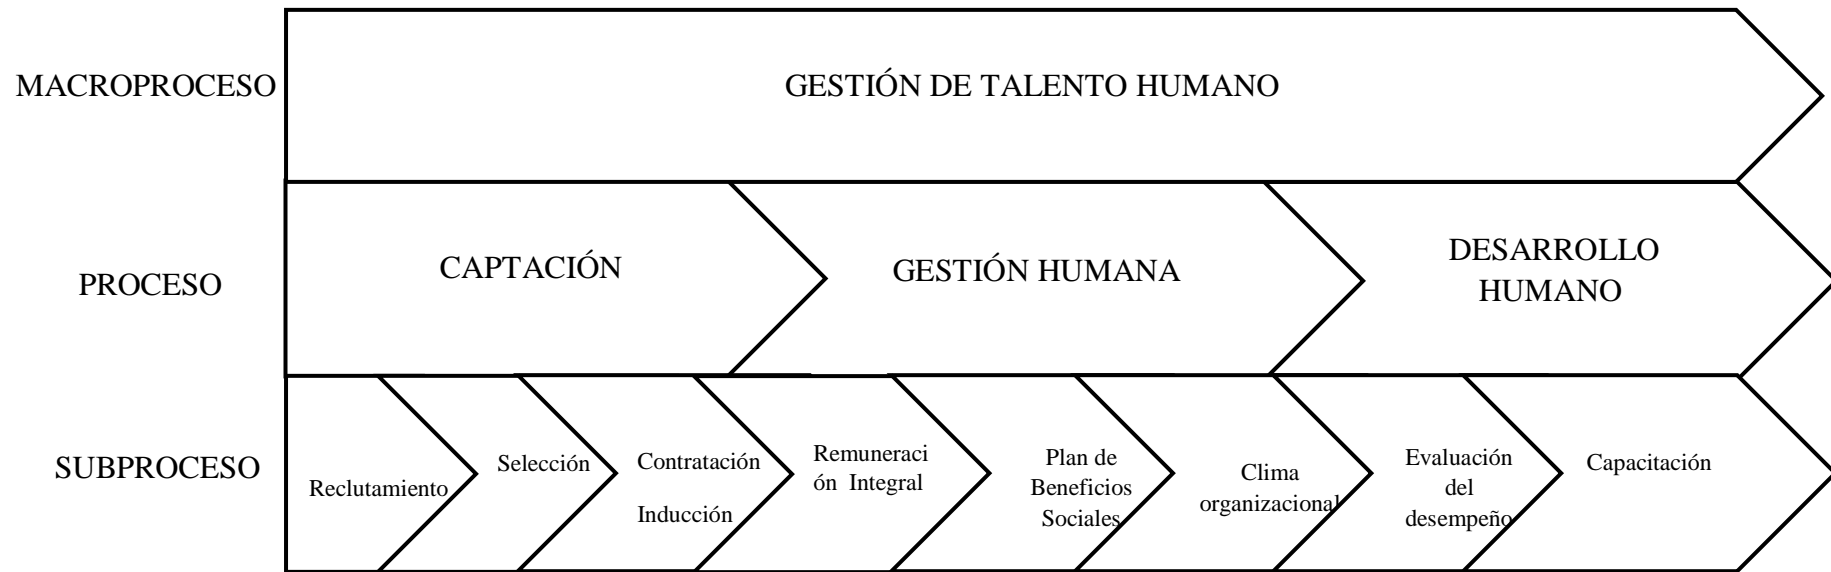 MACROPROCESO
GESTIÓN DE TALENTO HUMANO
PROCESO
CAPTACIÓN
GESTIÓN HUMANA
DESARROLLO
HUMANO
SUBPROCESO
Reclutamiento
Selección
Contratación
Inducción
Remuneraci
ón Integral
Plan de
Beneficios
Sociales
Clima
organizacional
Evaluación
del
desempeño
Capacitación